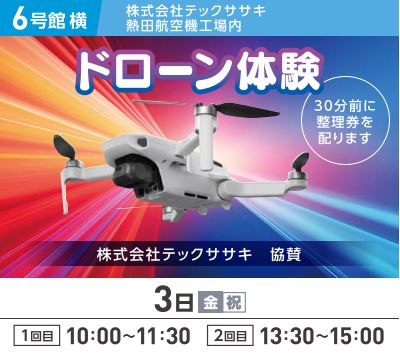 6号館 横
株式会社テックササキ
熱田航空機工場内
ドローン体験
30分前に
整理券を
配ります
株式会社テックササキ 協賛
3日 金 祝
1回目 10:00~11:30 2回目 13:30~15:00